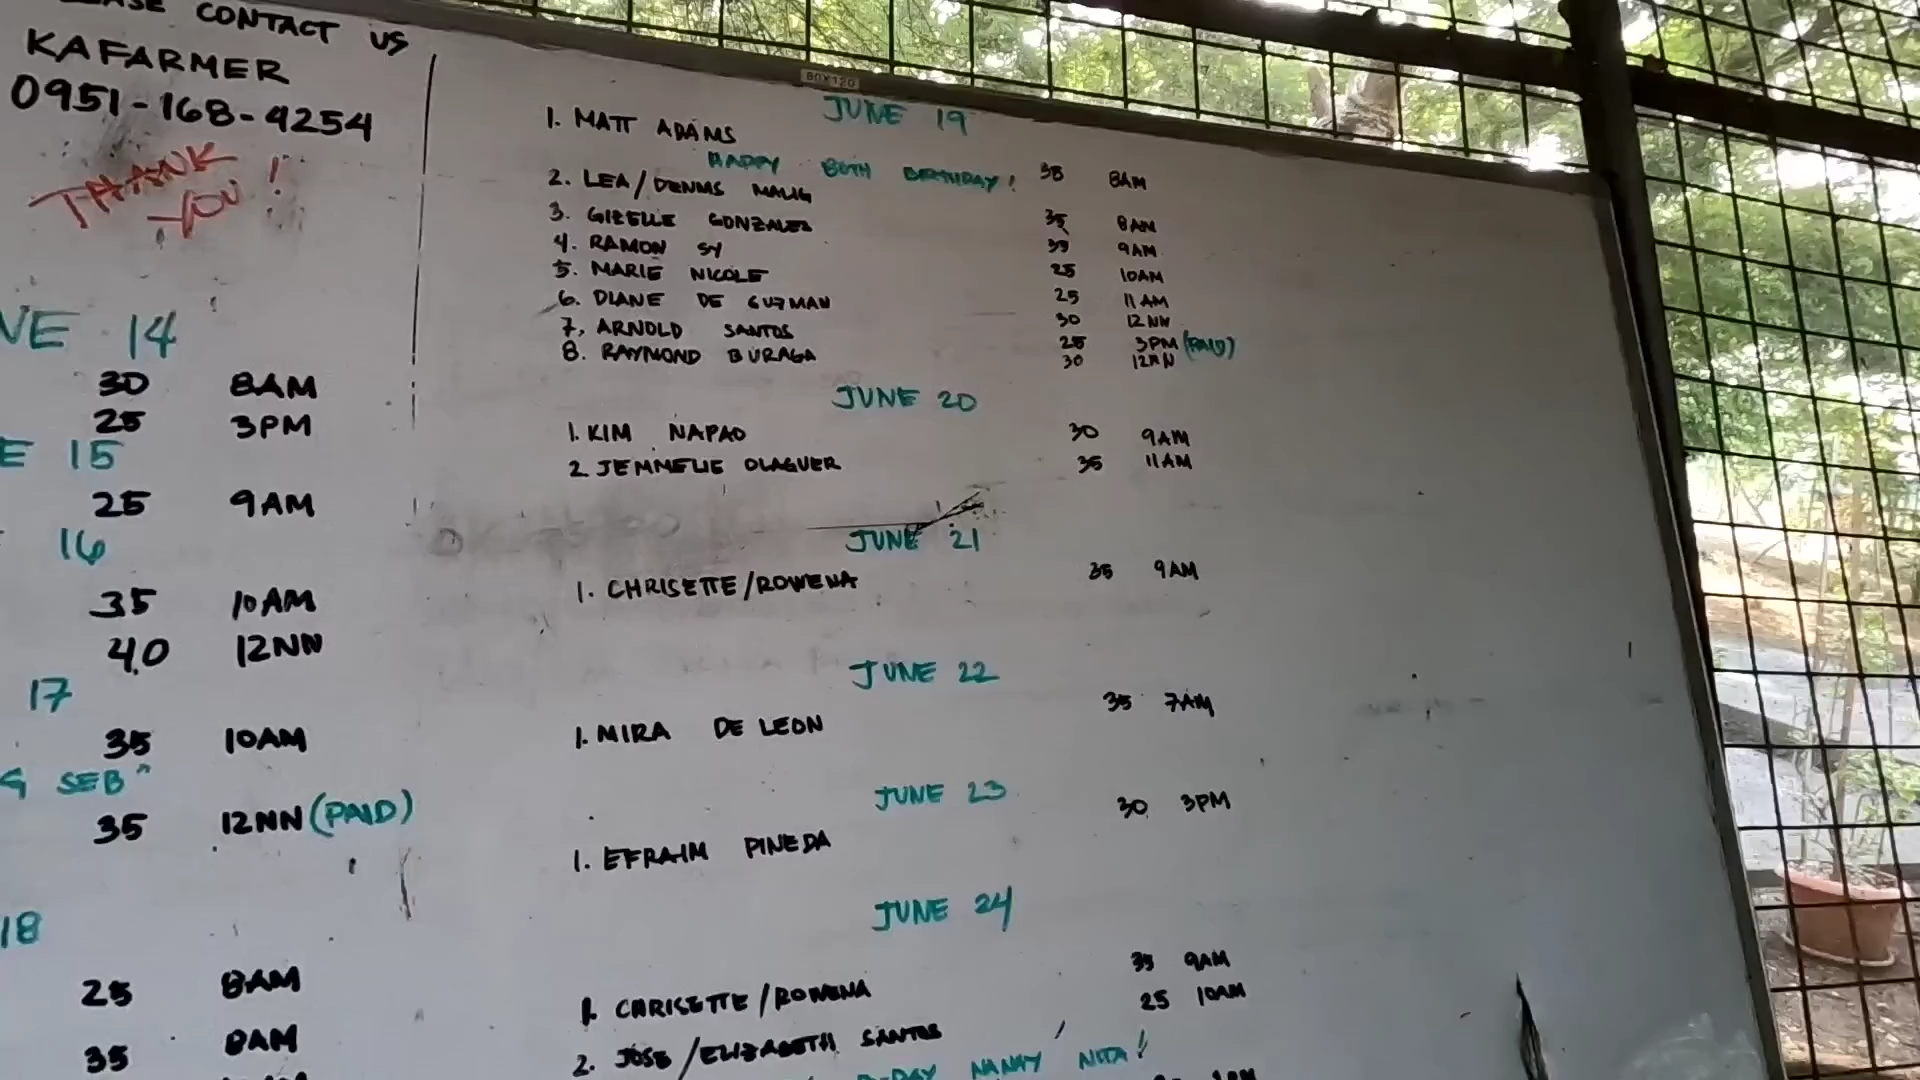 CONTACT US
KAFARMER
0951-168-4254
THANK
YOU!
14
30 8AM
25 3PM
15
25 9AM
16
35 10AM
40 12NN
17
35 10AM
SEB"
35 12NN (PAID)
18
25 8AM
35 8AM
80X120
JUNE 19
1. MATT ADAMS 35 8AM
HAPPY 80TH BIRTHDAY!
2. LEA/DENNIS MALIG 35 8AM
3. GIZELLE GONZALES 35 9AM
4. RAMON SY 25 10AM
5. MARIE NICOLE 25 11AM
6. DIANE DE GUZMAN 30 12NN
7. ARNOLD SANTOS 25 3PM (PAID)
8. RAYMOND BURAGA 30 12NN
JUNE 20
1. KIM NAPAO 30 9AM
2 JEMMELIE OLAGUER 35 11AM
JUNE 21
1. CHRISETTE/ROWENA 35 9AM
JUNE 22
1. MIRA DE LEON 35 7AM
JUNE 23
1. EFRAIM PINEDA 30 3PM
JUNE 24
1. CHRISETTE/ROWENA 35 9AM
2. JOSE/ELIZABETH SANTOS 25 10AM
NANAY NITA!